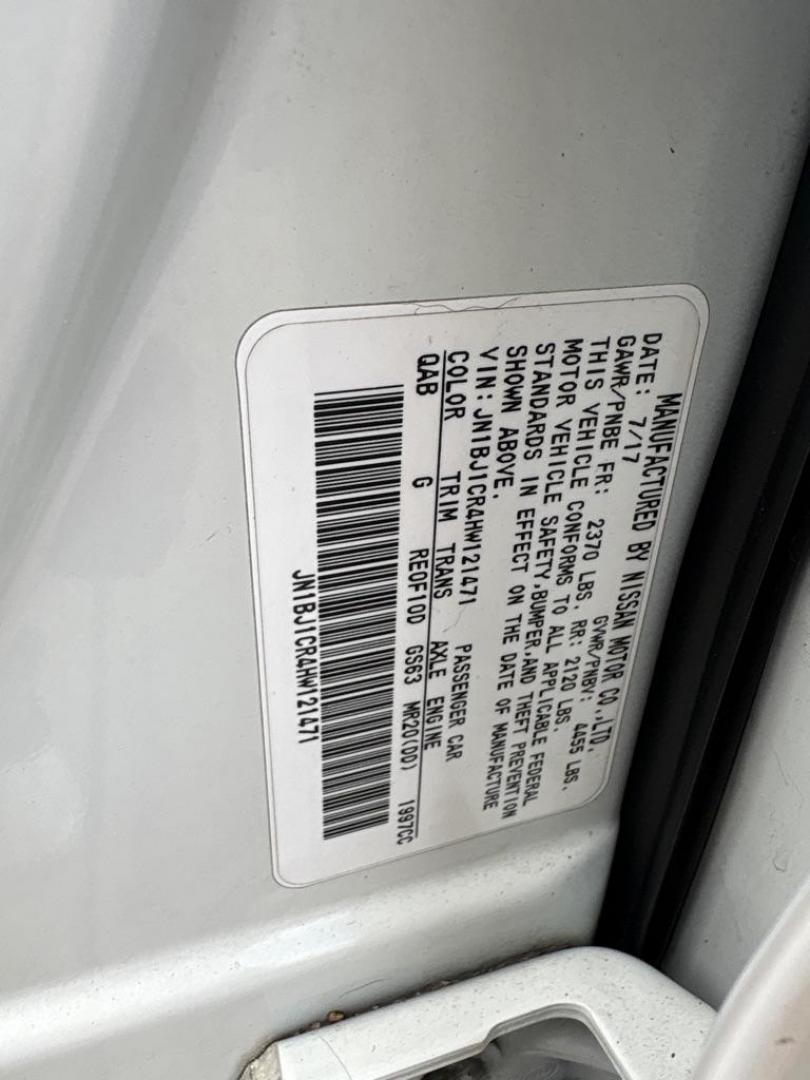 MANUFACTURED BY NISSAN MOTOR CO.,LTD.
DATE: 7/17 GVWR/PNBV: 4455 LBS.
GAWR/PNBE FR: 2370 LBS. RR: 2120 LBS.
THIS VEHICLE CONFORMS TO ALL APPLICABLE FEDERAL
MOTOR VEHICLE SAFETY,BUMPER,AND THEFT PREVENTION
STANDARDS IN EFFECT ON THE DATE OF MANUFACTURE
SHOWN ABOVE.
VIN: JN1BJ1CR4HW121471 PASSENGER CAR
COLOR TRIM TRANS AXLE ENGINE
QAB G RE0F10D GS63 MR20(00) 1997CC
JN1BJ1CR4HW121471